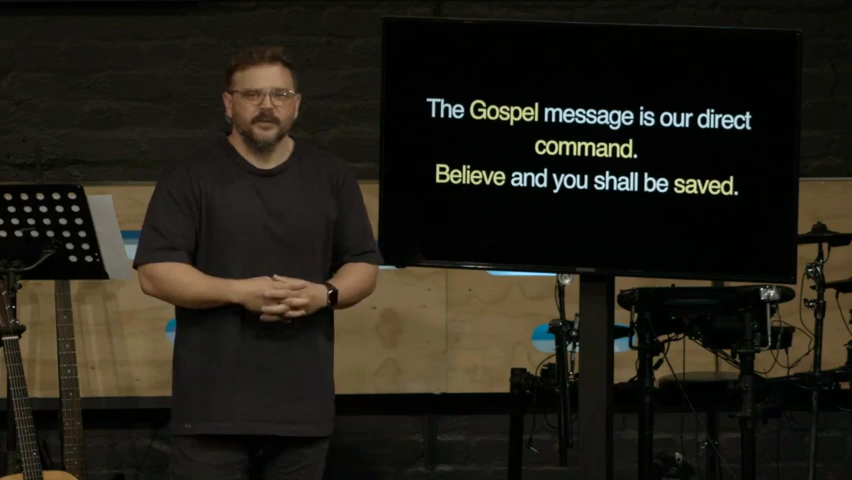 The Gospel message is our direct
command.
Believe and you shall be saved.